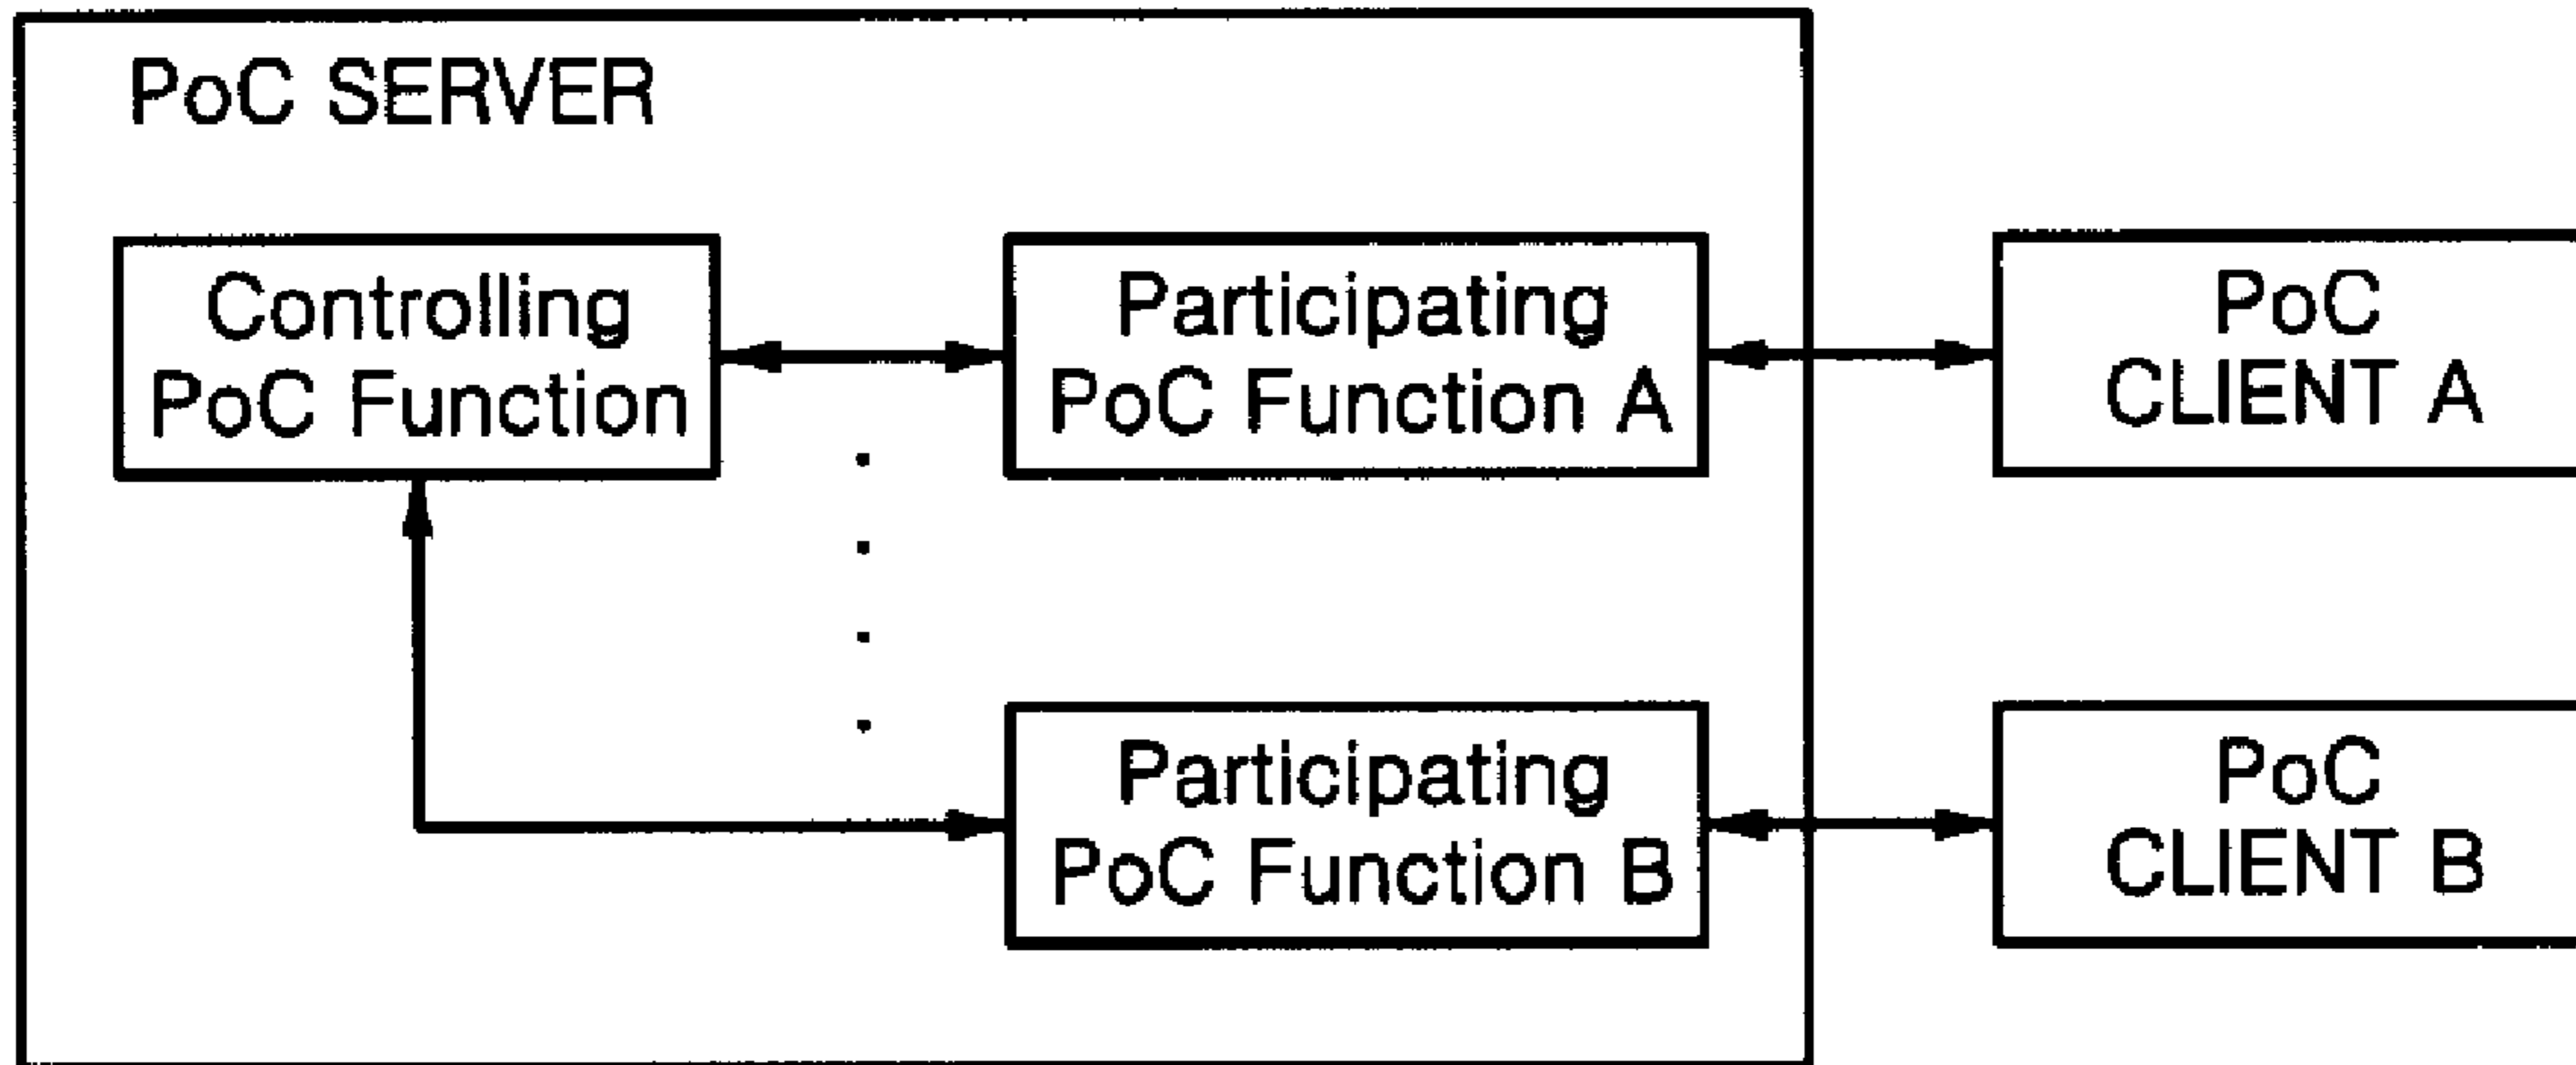 PoC SERVER
Controlling
PoC Function
Participating
PoC Function A
PoC
CLIENT A
Participating
PoC Function B
PoC
CLIENT B